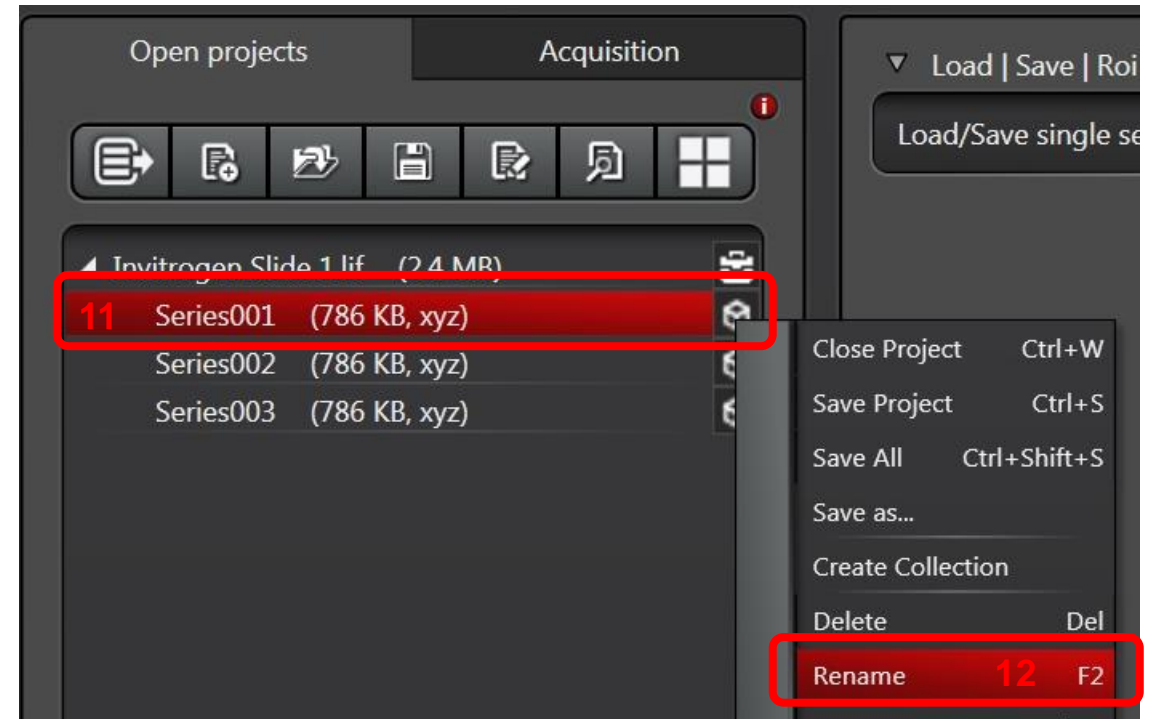 Open projects
Acquisition
Load | Save | Roi
i
Load/Save single se
Invitrogen Slide 1.lif (2.4 MB)
11 Series001 (786 KB, xyz)
Series002 (786 KB, xyz)
Series003 (786 KB, xyz)
Close Project Ctrl+W
Save Project Ctrl+S
Save All Ctrl+Shift+S
Save as...
Create Collection
Delete Del
Rename 12 F2